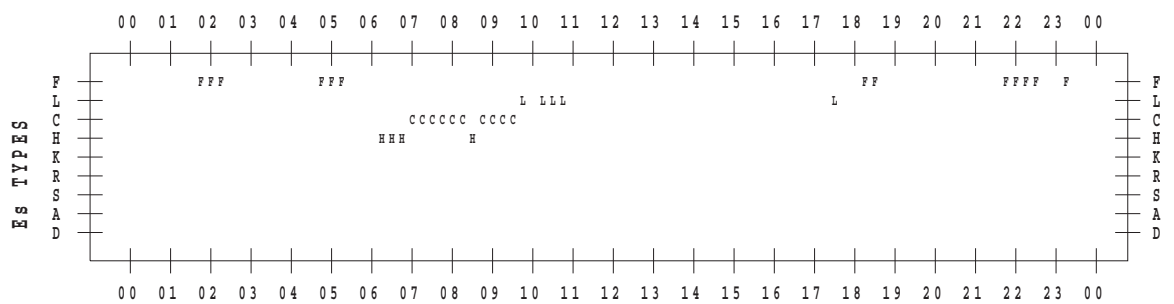 00 01 02 03 04 05 06 07 08 09 10 11 12 13 14 15 16 17 18 19 20 21 22 23 00
F FFF FFF FF FFFF F F
L L LLL L L
C CCCCCC CCCC C
H HHH H H
K K
R R
S S
A A
D D
Es TYPES
00 01 02 03 04 05 06 07 08 09 10 11 12 13 14 15 16 17 18 19 20 21 22 23 00